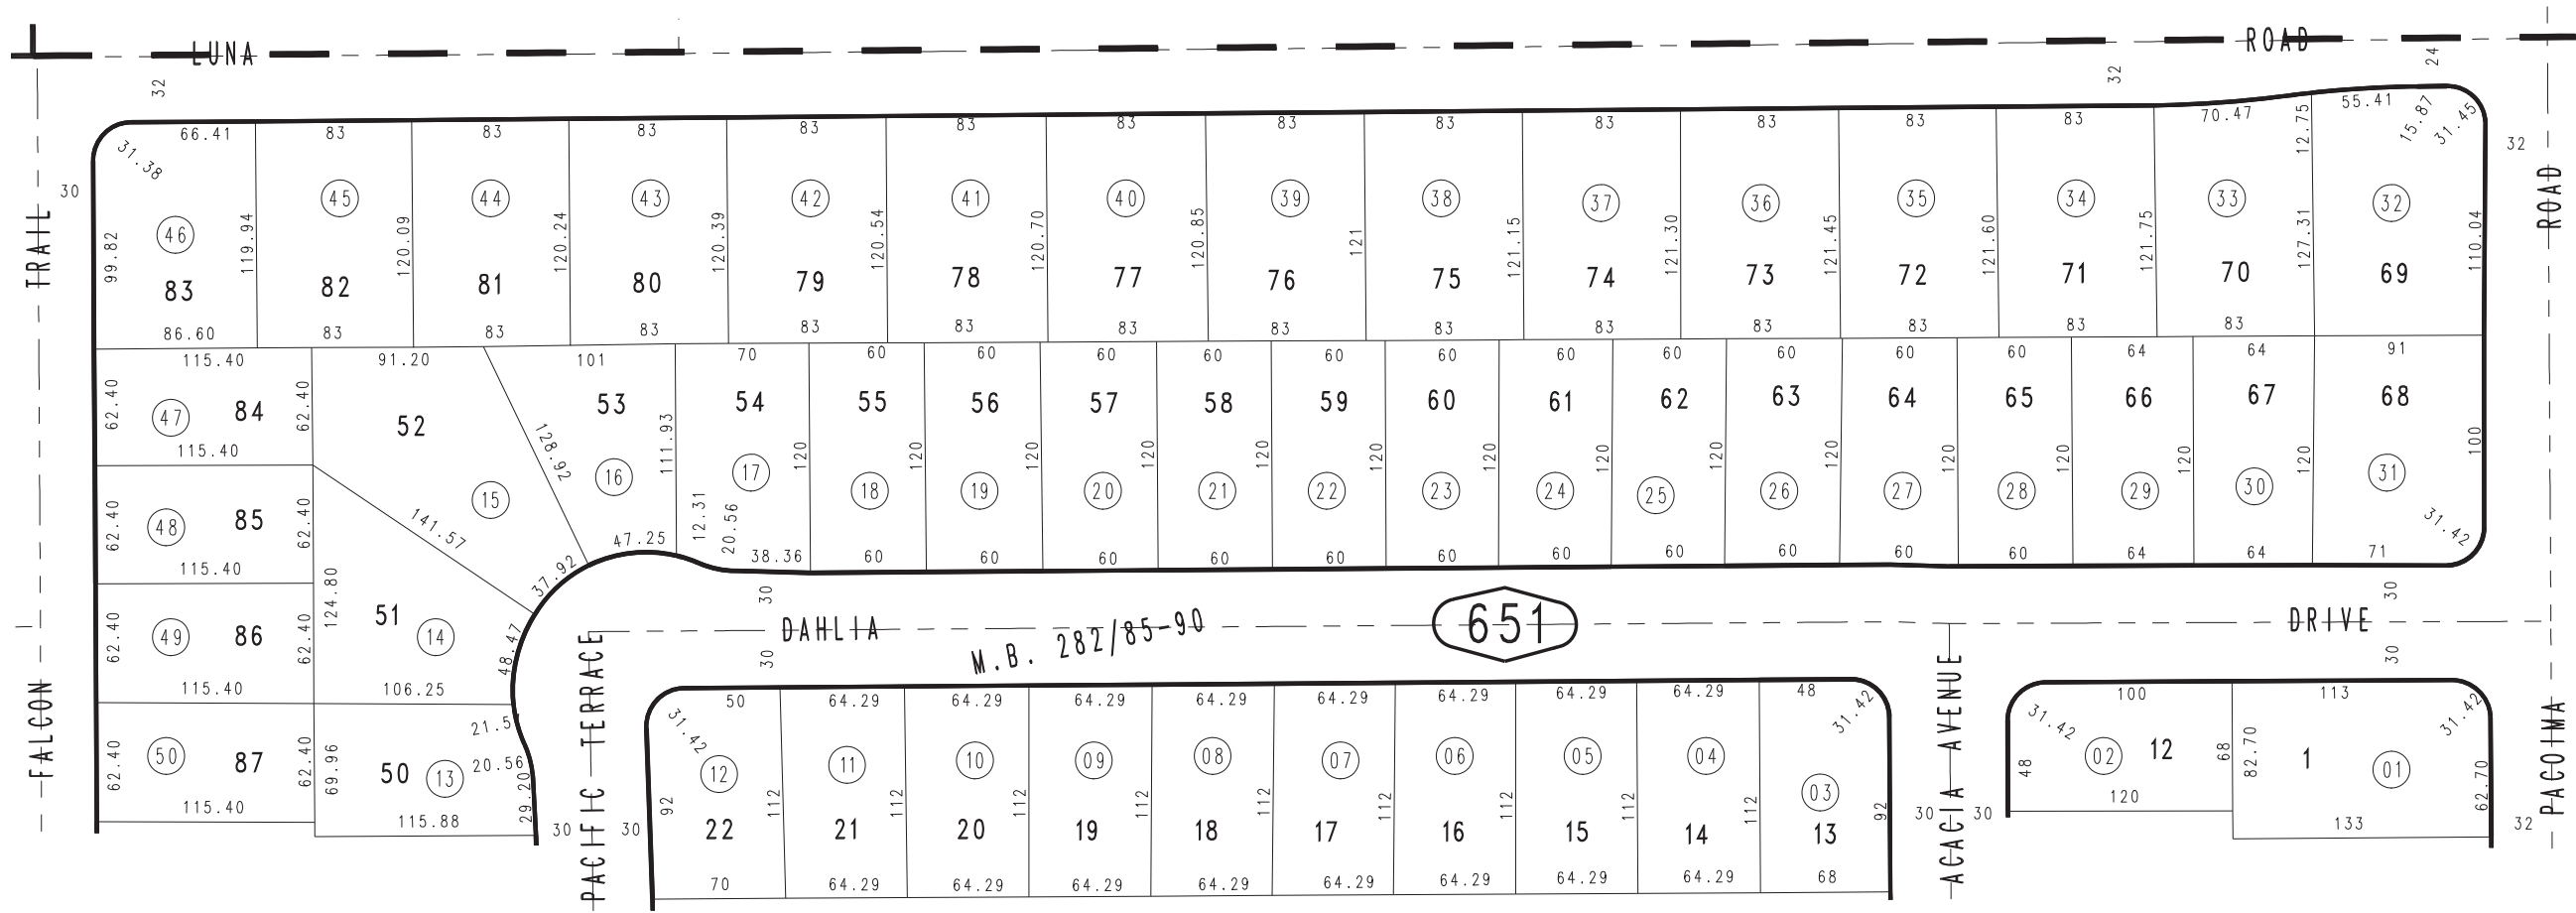 LUNA ROAD
32 32 24
66.41 83 83 83 83 83 83 83 83 83 83 83 83 70.47 12.75 55.41 15.87 31.45
31.38
30 32
45 44 43 42 41 40 39 38 37 36 35 34 33 32
46
99.82 119.94 120.09 120.24 120.39 120.54 120.70 120.85 121 121.15 121.30 121.45 121.60 121.75 127.31 110.04
83 82 81 80 79 78 77 76 75 74 73 72 71 70 69
86.60 83 83 83 83 83 83 83 83 83 83 83 83 83
115.40 91.20 101 70 60 60 60 60 60 60 60 60 60 60 60 64 64 91
62.40 47 84 62.40 52 53 54 55 56 57 58 59 60 61 62 63 64 65 66 67 68
115.40
128.92 111.93 120 120 120 120 120 120 120 120 120 120 120 120 120 100
15 16 17 18 19 20 21 22 23 24 25 26 27 28 29 30 31
62.40 48 85 62.40 141.57 12.31 20.56 31.42
115.40 37.92 47.25 38.36 60 60 60 60 60 60 60 60 60 60 60 64 64 71
30 30
62.40 49 86 62.40 124.80 51 14 48.47
DAHLIA 651 DRIVE
M.B. 282/85-90
30 30
115.40 106.25
50 64.29 64.29 64.29 64.29 64.29 64.29 64.29 64.29 48 31.42 100 113 31.42
21.5
31.42 31.42
62.40 50 87 62.40 69.96 50 13 20.56 29.20
12 11 10 09 08 07 06 05 04 03 48 02 12 68 82.70 1 01 62.70
115.40 115.88 120 133
92 112 112 112 112 112 112 112 112 92
30 30 30 30 32
22 21 20 19 18 17 16 15 14 13
70 64.29 64.29 64.29 64.29 64.29 64.29 64.29 64.29 68
FALCON TRAIL
PACIFIC TERRACE
ACACIA AVENUE
PACOIMA ROAD